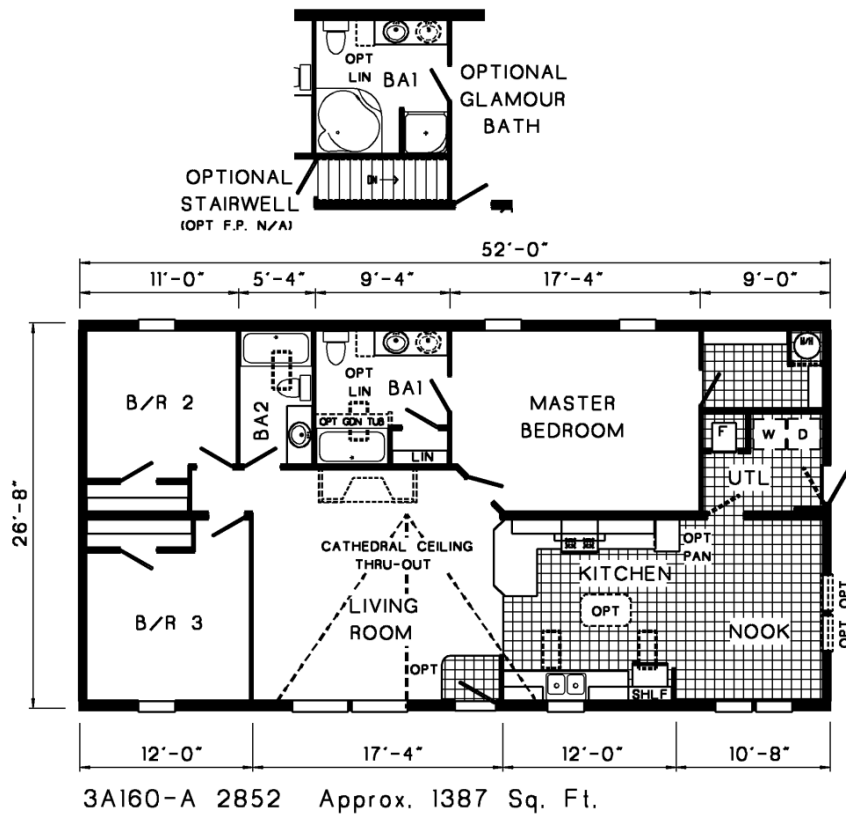 OPT
LIN
BA1
OPTIONAL
GLAMOUR
BATH
OPTIONAL
STAIRWELL
(OPT F.P. N/A)
DN
52'-0"
11'-0"
5'-4"
9'-4"
17'-4"
9'-0"
26'-8"
B/R 2
BA2
OPT
LIN
BA1
OPT GDN TUB
LIN
MASTER
BEDROOM
W/H
F
W
D
UTL
CATHEDRAL CEILING
THRU-OUT
OPT
PAN
KITCHEN
OPT
B/R 3
LIVING
ROOM
NOOK
OPT
OPT
OPT
SHLF
12'-0"
17'-4"
12'-0"
10'-8"
3A160-A 2852 Approx. 1387 Sq. Ft.